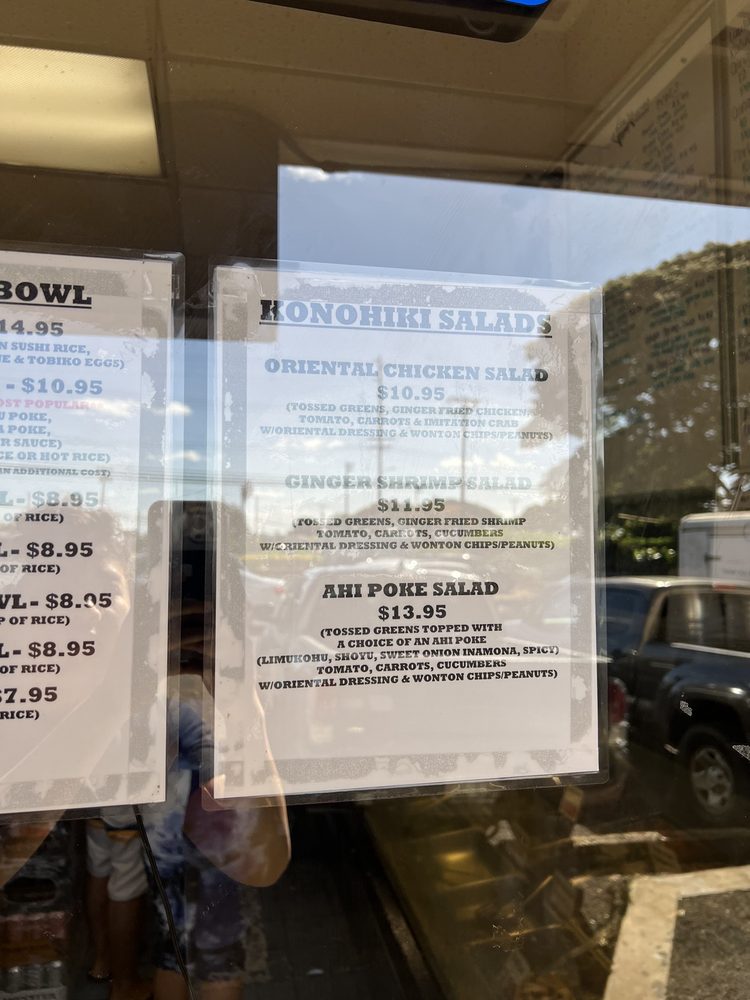 BOWL
14.95
N SUSHI RICE,
E & TOBIKO EGGS)
- $10.95
OST POPULAR*
U POKE,
POKE,
R SAUCE)
CE OR HOT RICE)
IN ADDITIONAL COST)
L- $8.95
OF RICE)
L- $8.95
OF RICE)
WL- $8.95
P OF RICE)
L- $8.95
OF RICE)
$7.95
RICE)
KONOHIKI SALADS
ORIENTAL CHICKEN SALAD
$10.95
(TOSSED GREENS, GINGER FRIED CHICKEN,
TOMATO, CARROTS & IMITATION CRAB
W/ORIENTAL DRESSING & WONTON CHIPS/PEANUTS)
GINGER SHRIMP SALAD
$11.95
(TOSSED GREENS, GINGER FRIED SHRIMP
TOMATO, CARROTS, CUCUMBERS
W/ORIENTAL DRESSING & WONTON CHIPS/PEANUTS)
AHI POKE SALAD
$13.95
(TOSSED GREENS TOPPED WITH
A CHOICE OF AN AHI POKE
(LIMUKOHU, SHOYU, SWEET ONION INAMONA, SPICY)
TOMATO, CARROTS, CUCUMBERS
W/ORIENTAL DRESSING & WONTON CHIPS/PEANUTS)